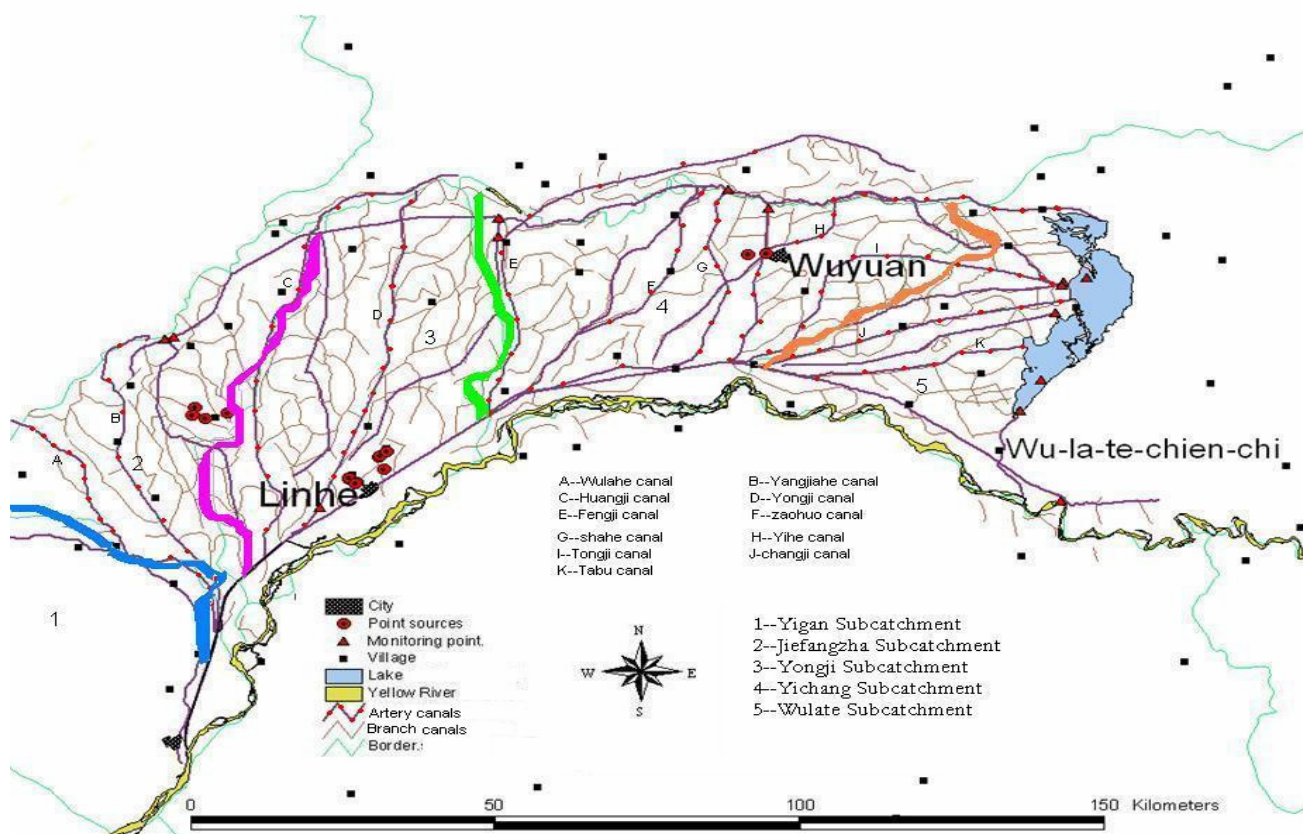 C
H
Wuyuan
I
G
E
F
4
D
3
J
B
K
A
2
5
Linhe
Wu-la-te-chien-chi
1
A--Wulahe canal B--Yangjiahe canal
C--Huangji canal D--Yongji canal
E--Fengji canal F--zaohuo canal
G--shahe canal H--Yihe canal
I--Tongji canal J-changji canal
K--Tabu canal
City
Point sources
Monitoring point.
Village
Lake
Yellow River
Artery canals
Branch canals
Border.:
N
W E
S
1--Yigan Subcatchment
2--Jiefangzha Subcatchment
3--Yongji Subcatchment
4--Yichang Subcatchment
5--Wulate Subcatchment
0 50 100 150 Kilometers